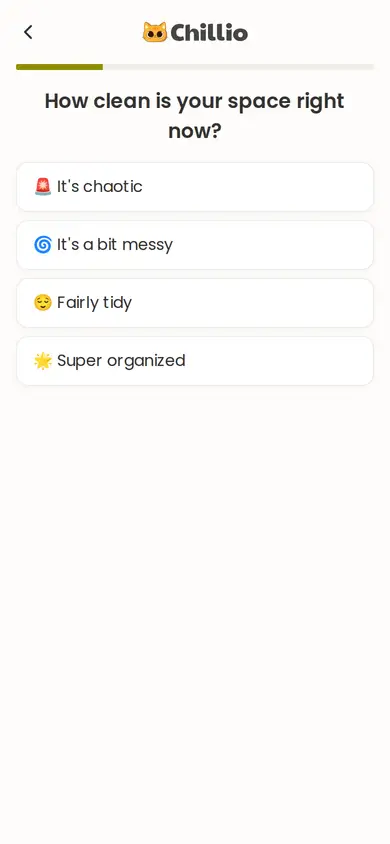 Chillio
How clean is your space right
now?
🚨 It's chaotic
🌀 It's a bit messy
😌 Fairly tidy
🌟 Super organized